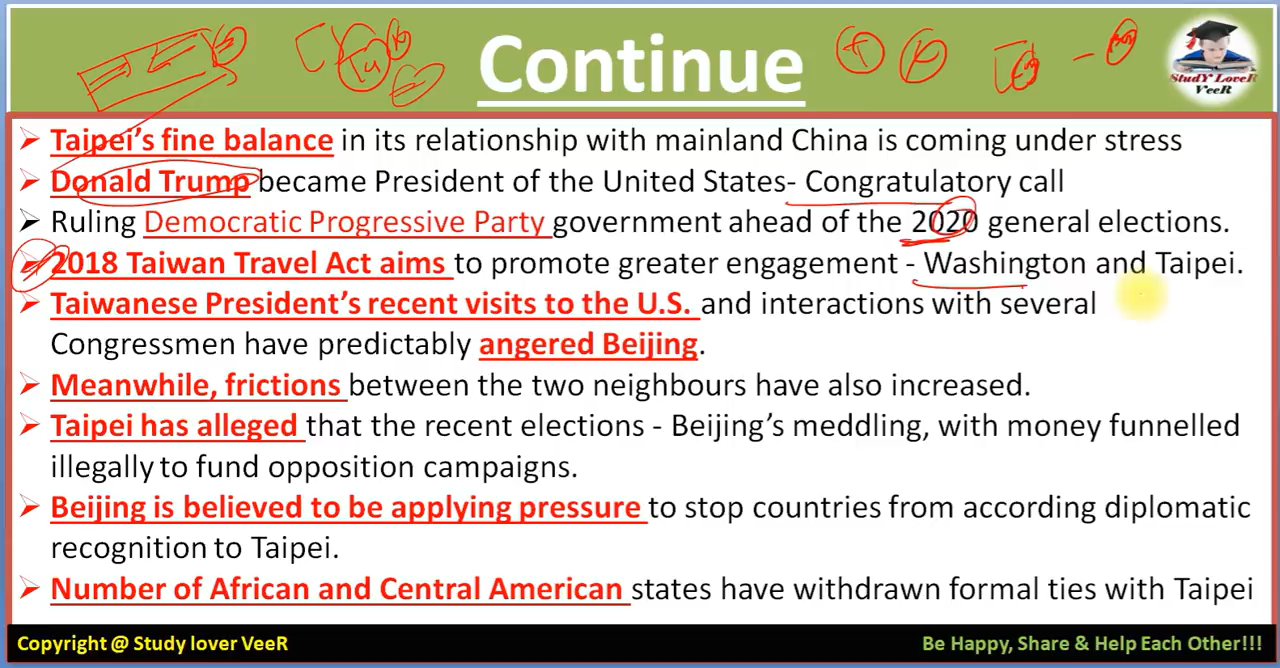 Continue
StudY LoveR
VeeR
➢ Taipei’s fine balance in its relationship with mainland China is coming under stress
➢ Donald Trump became President of the United States- Congratulatory call
➢ Ruling Democratic Progressive Party government ahead of the 2020 general elections.
➢ 2018 Taiwan Travel Act aims to promote greater engagement - Washington and Taipei.
➢ Taiwanese President’s recent visits to the U.S. and interactions with several
Congressmen have predictably angered Beijing.
➢ Meanwhile, frictions between the two neighbours have also increased.
➢ Taipei has alleged that the recent elections - Beijing’s meddling, with money funnelled
illegally to fund opposition campaigns.
➢ Beijing is believed to be applying pressure to stop countries from according diplomatic
recognition to Taipei.
➢ Number of African and Central American states have withdrawn formal ties with Taipei
Copyright @ Study lover VeeR
Be Happy, Share & Help Each Other!!!